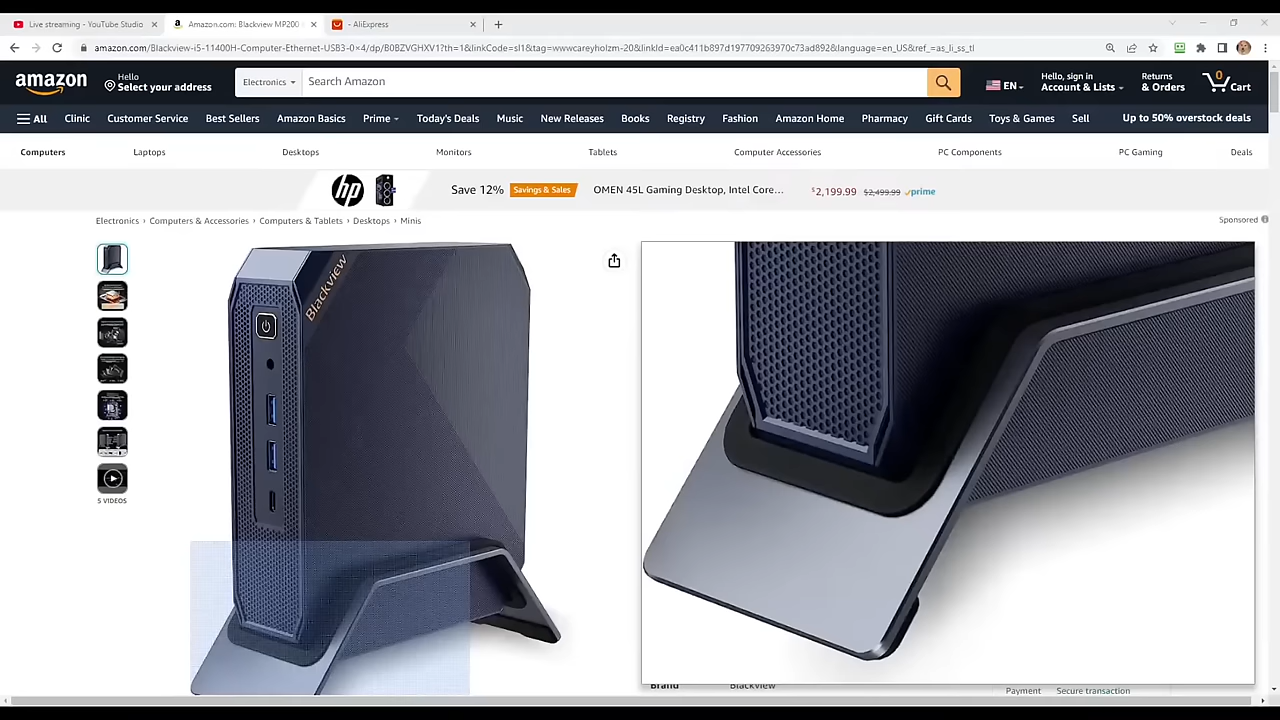 Live streaming - YouTube Studio
Amazon.com: Blackview MP200
- AliExpress
amazon.com/Blackview-i5-11400H-Computer-Ethernet-USB3-0×4/dp/B0BZVGHXV1?th=1&linkCode=sl1&tag=wwwcareyholzm-20&linkId=ea0c411b897d197709263970c73ad892&language=en_US&ref_=as_li_ss_tl
amazon
Hello
Select your address
Electronics
Search Amazon
EN
Hello, sign in
Account & Lists
Returns
& Orders
0
Cart
All
Clinic
Customer Service
Best Sellers
Amazon Basics
Prime
Today's Deals
Music
New Releases
Books
Registry
Fashion
Amazon Home
Pharmacy
Gift Cards
Toys & Games
Sell
Up to 50% overstock deals
Computers
Laptops
Desktops
Monitors
Tablets
Computer Accessories
PC Components
PC Gaming
Deals
hp
Save 12%
Savings & Sales
OMEN 45L Gaming Desktop, Intel Core...
$2,199.99
$2,499.99
prime
Electronics › Computers & Accessories › Computers & Tablets › Desktops › Minis
Sponsored
Blackview
5 VIDEOS
Brand
Blackview
Payment
Secure transaction